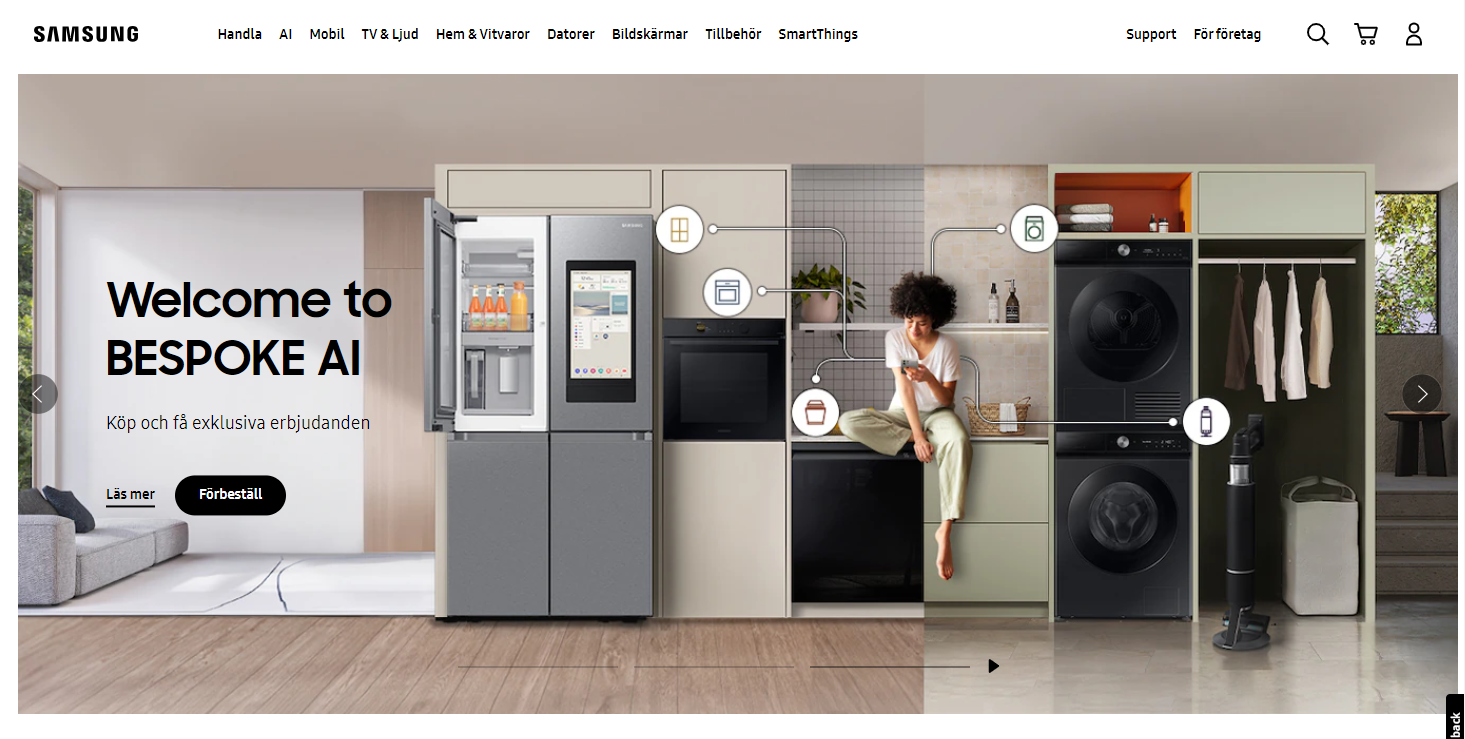 SAMSUNG
Handla AI Mobil TV & Ljud Hem & Vitvaror Datorer Bildskärmar Tillbehör SmartThings
Support För företag
SAMSUNG
Welcome to
BESPOKE AI
Köp och få exklusiva erbjudanden
Läs mer Förbeställ
back